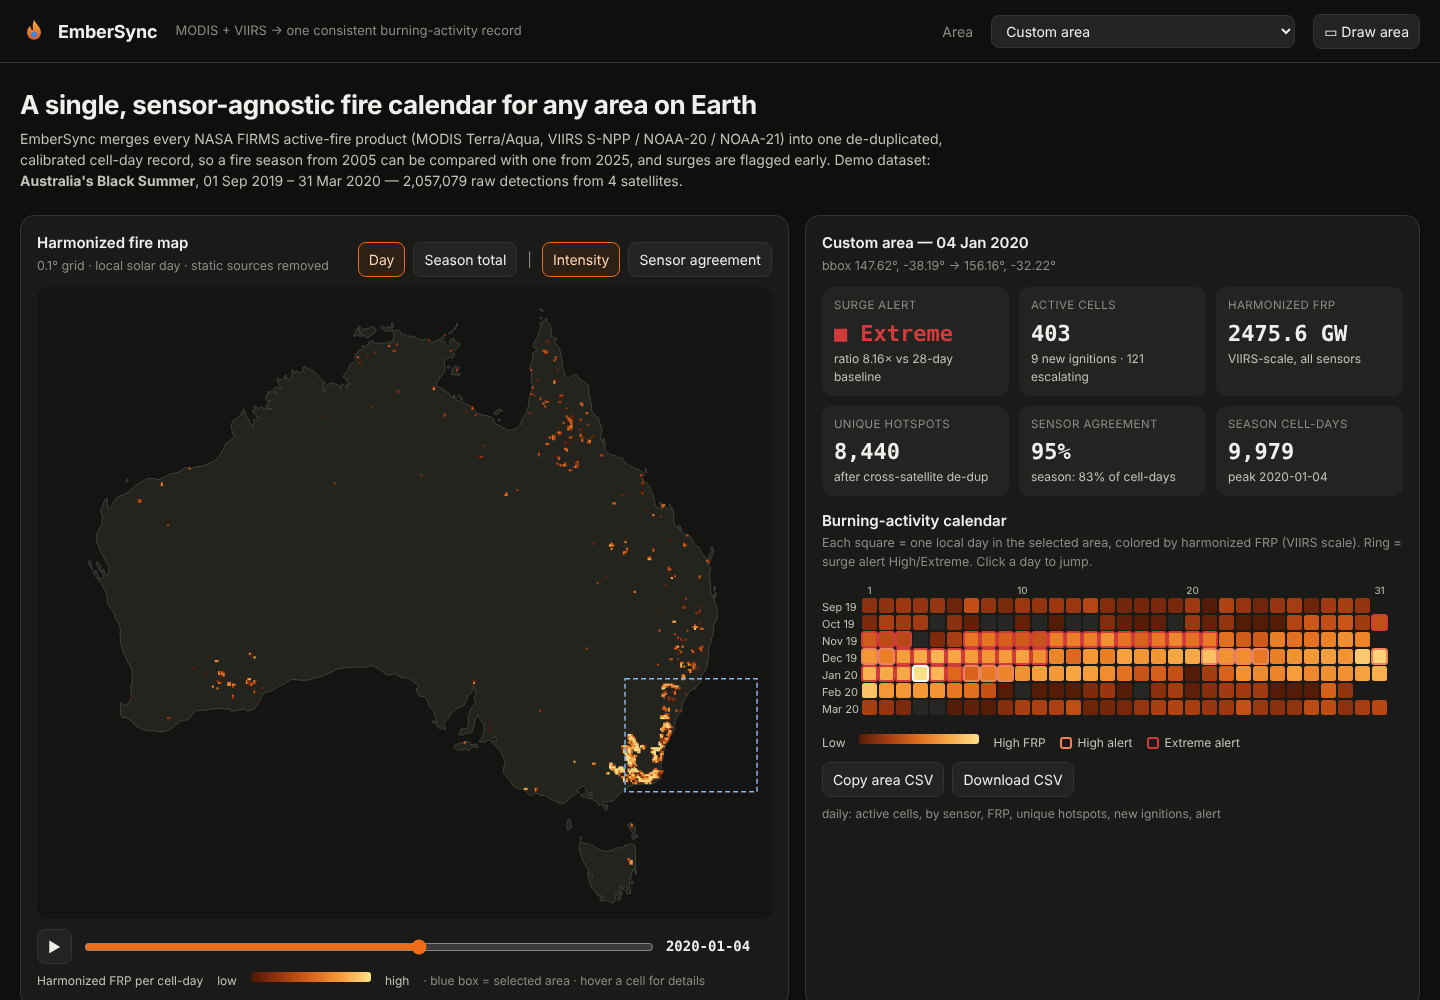 EmberSync
MODIS + VIIRS → one consistent burning-activity record
Area
Custom area
▭ Draw area
A single, sensor-agnostic fire calendar for any area on Earth
EmberSync merges every NASA FIRMS active-fire product (MODIS Terra/Aqua, VIIRS S-NPP / NOAA-20 / NOAA-21) into one de-duplicated,
calibrated cell-day record, so a fire season from 2005 can be compared with one from 2025, and surges are flagged early. Demo dataset:
Australia's Black Summer, 01 Sep 2019 – 31 Mar 2020 — 2,057,079 raw detections from 4 satellites.
Harmonized fire map
0.1° grid · local solar day · static sources removed
Day
Season total
Intensity
Sensor agreement
2020-01-04
Harmonized FRP per cell-day low high · blue box = selected area · hover a cell for details
Custom area — 04 Jan 2020
bbox 147.62°, -38.19° → 156.16°, -32.22°
SURGE ALERT
■ Extreme
ratio 8.16× vs 28-day
baseline
ACTIVE CELLS
403
9 new ignitions · 121
escalating
HARMONIZED FRP
2475.6 GW
VIIRS-scale, all sensors
UNIQUE HOTSPOTS
8,440
after cross-satellite de-dup
SENSOR AGREEMENT
95%
season: 83% of cell-days
SEASON CELL-DAYS
9,979
peak 2020-01-04
Burning-activity calendar
Each square = one local day in the selected area, colored by harmonized FRP (VIIRS scale). Ring =
surge alert High/Extreme. Click a day to jump.
1 10 20 31
Sep 19
Oct 19
Nov 19
Dec 19
Jan 20
Feb 20
Mar 20
Low High FRP High alert Extreme alert
Copy area CSV
Download CSV
daily: active cells, by sensor, FRP, unique hotspots, new ignitions, alert